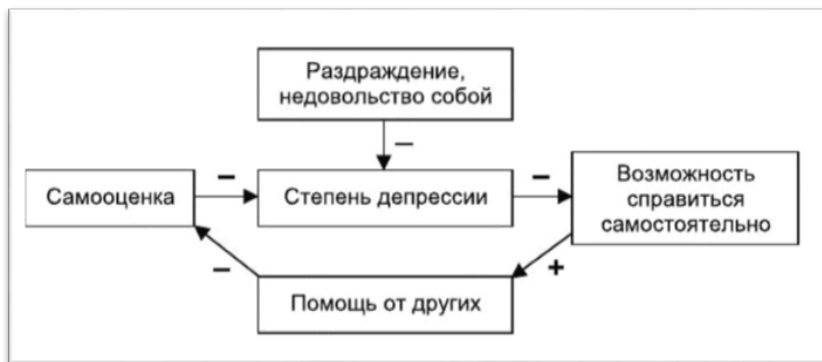 Раздражение,
недовольство собой
–
Самооценка
–
Степень депрессии
–
Возможность
справиться
самостоятельно
–
+
Помощь от других